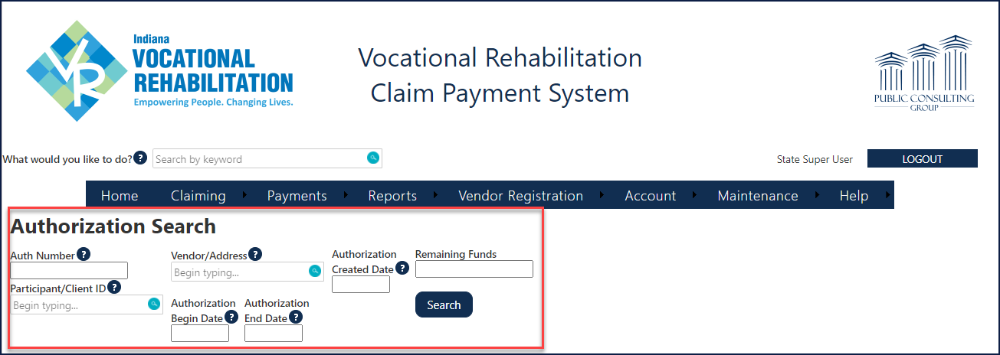 Indiana
VOCATIONAL
REHABILITATION
Empowering People. Changing Lives.
VR
Vocational Rehabilitation
Claim Payment System
PUBLIC CONSULTING
GROUP
What would you like to do? ?
Search by keyword
State Super User
LOGOUT
Home Claiming Payments Reports Vendor Registration Account Maintenance Help
Authorization Search
Auth Number ?
Vendor/Address ?
Begin typing...
Authorization
Created Date ?
Remaining Funds
Participant/Client ID ?
Begin typing...
Authorization
Begin Date ?
Authorization
End Date ?
Search